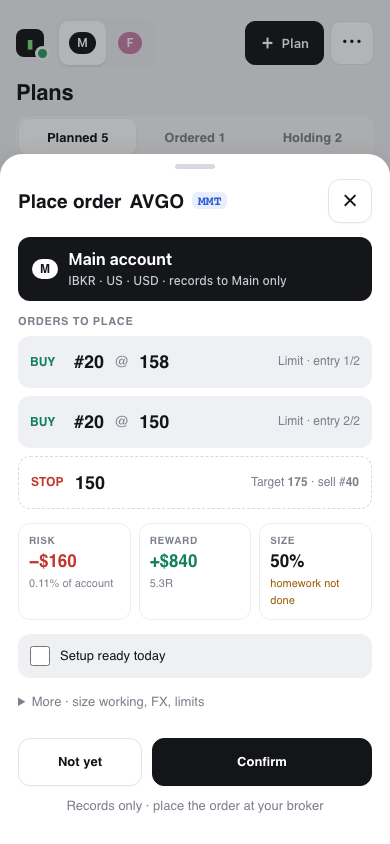 M
F
+ Plan
...
Plans
Planned 5
Ordered 1
Holding 2
Place order AVGO MMT
✕
M
Main account
IBKR · US · USD · records to Main only
ORDERS TO PLACE
BUY #20 @ 158 Limit · entry 1/2
BUY #20 @ 150 Limit · entry 2/2
STOP 150 Target 175 · sell #40
RISK
−$160
0.11% of account
REWARD
+$840
5.3R
SIZE
50%
homework not
done
Setup ready today
▶ More · size working, FX, limits
Not yet
Confirm
Records only · place the order at your broker